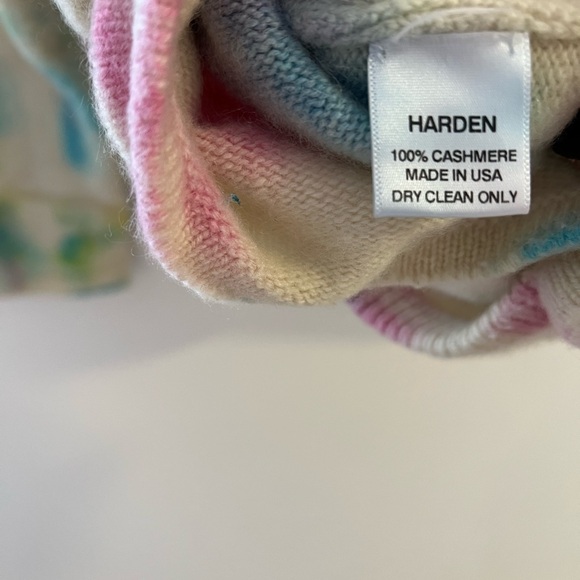 HARDEN
100% CASHMERE
MADE IN USA
DRY CLEAN ONLY